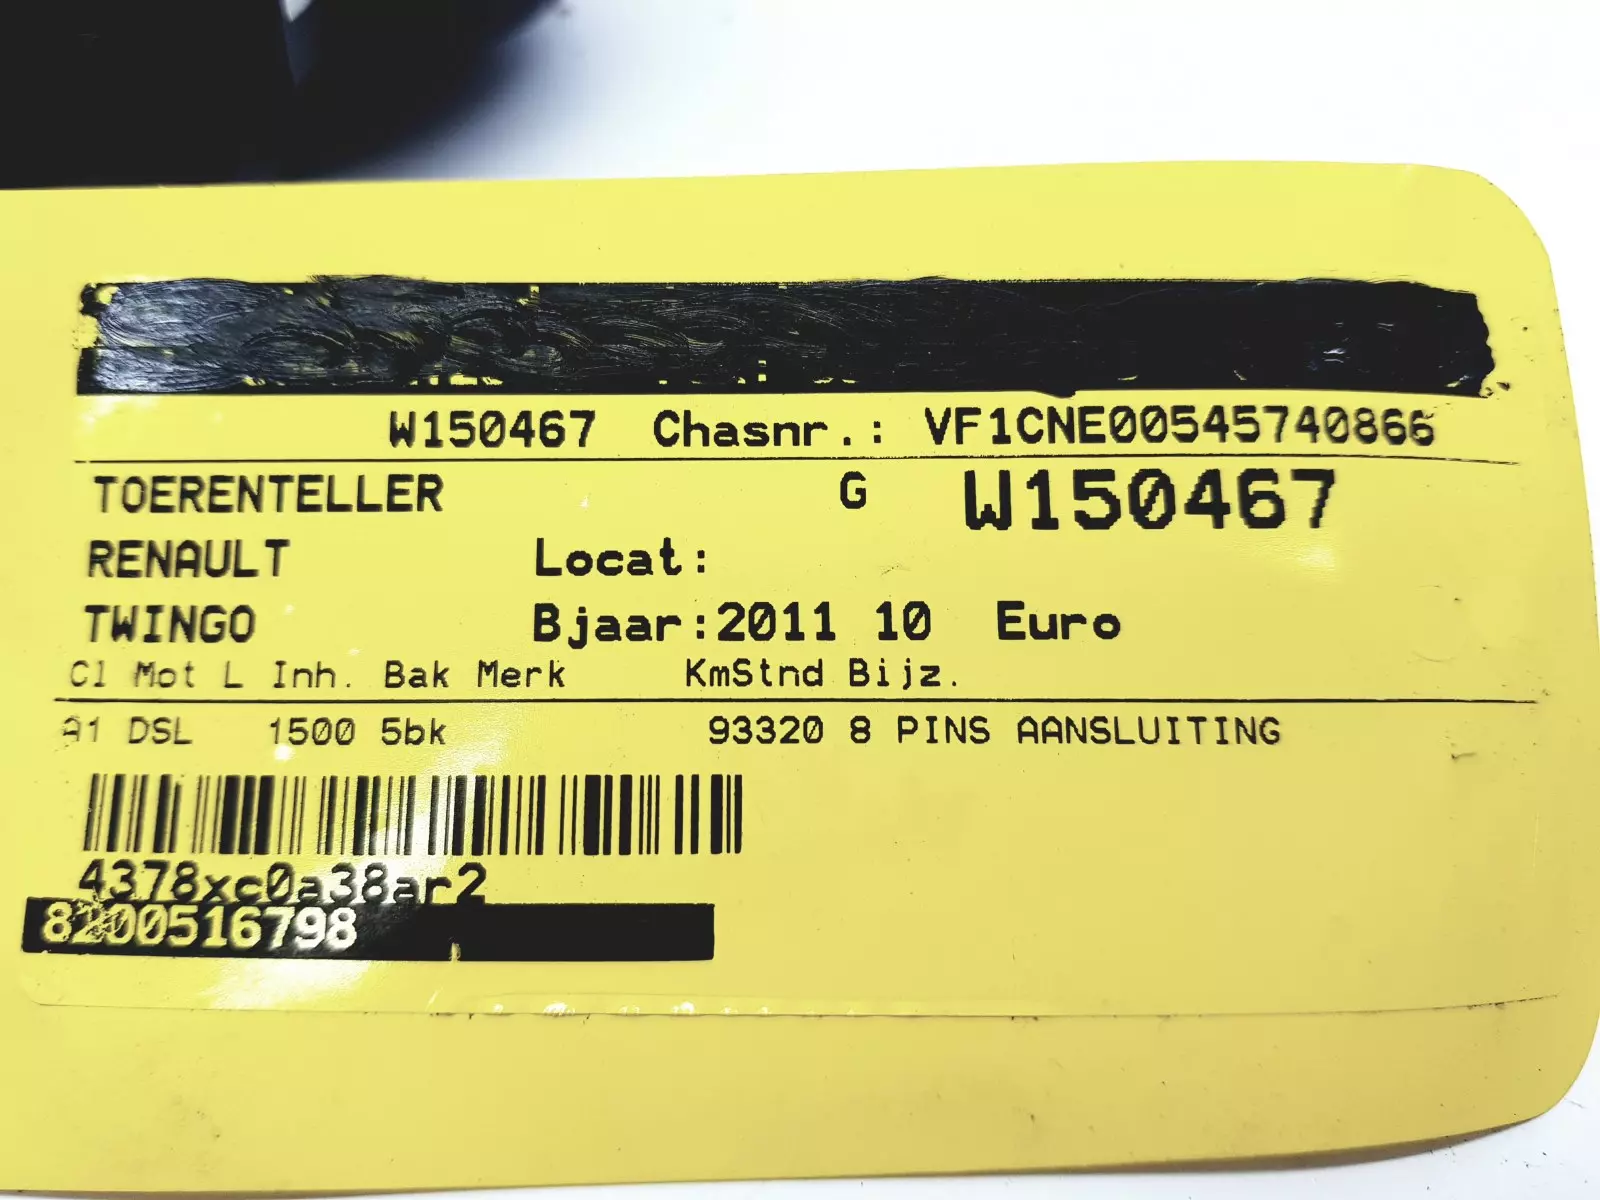 W150467 Chasnr.: VF1CNE00545740866
TOERENTELLER G W150467
RENAULT Locat:
TWINGO Bjaar:2011 10 Euro
Cl Mot L Inh. Bak Merk KmStnd Bijz.
A1 DSL 1500 5bk 93320 8 PINS AANSLUITING
4378xc0a38ar2
8200516798